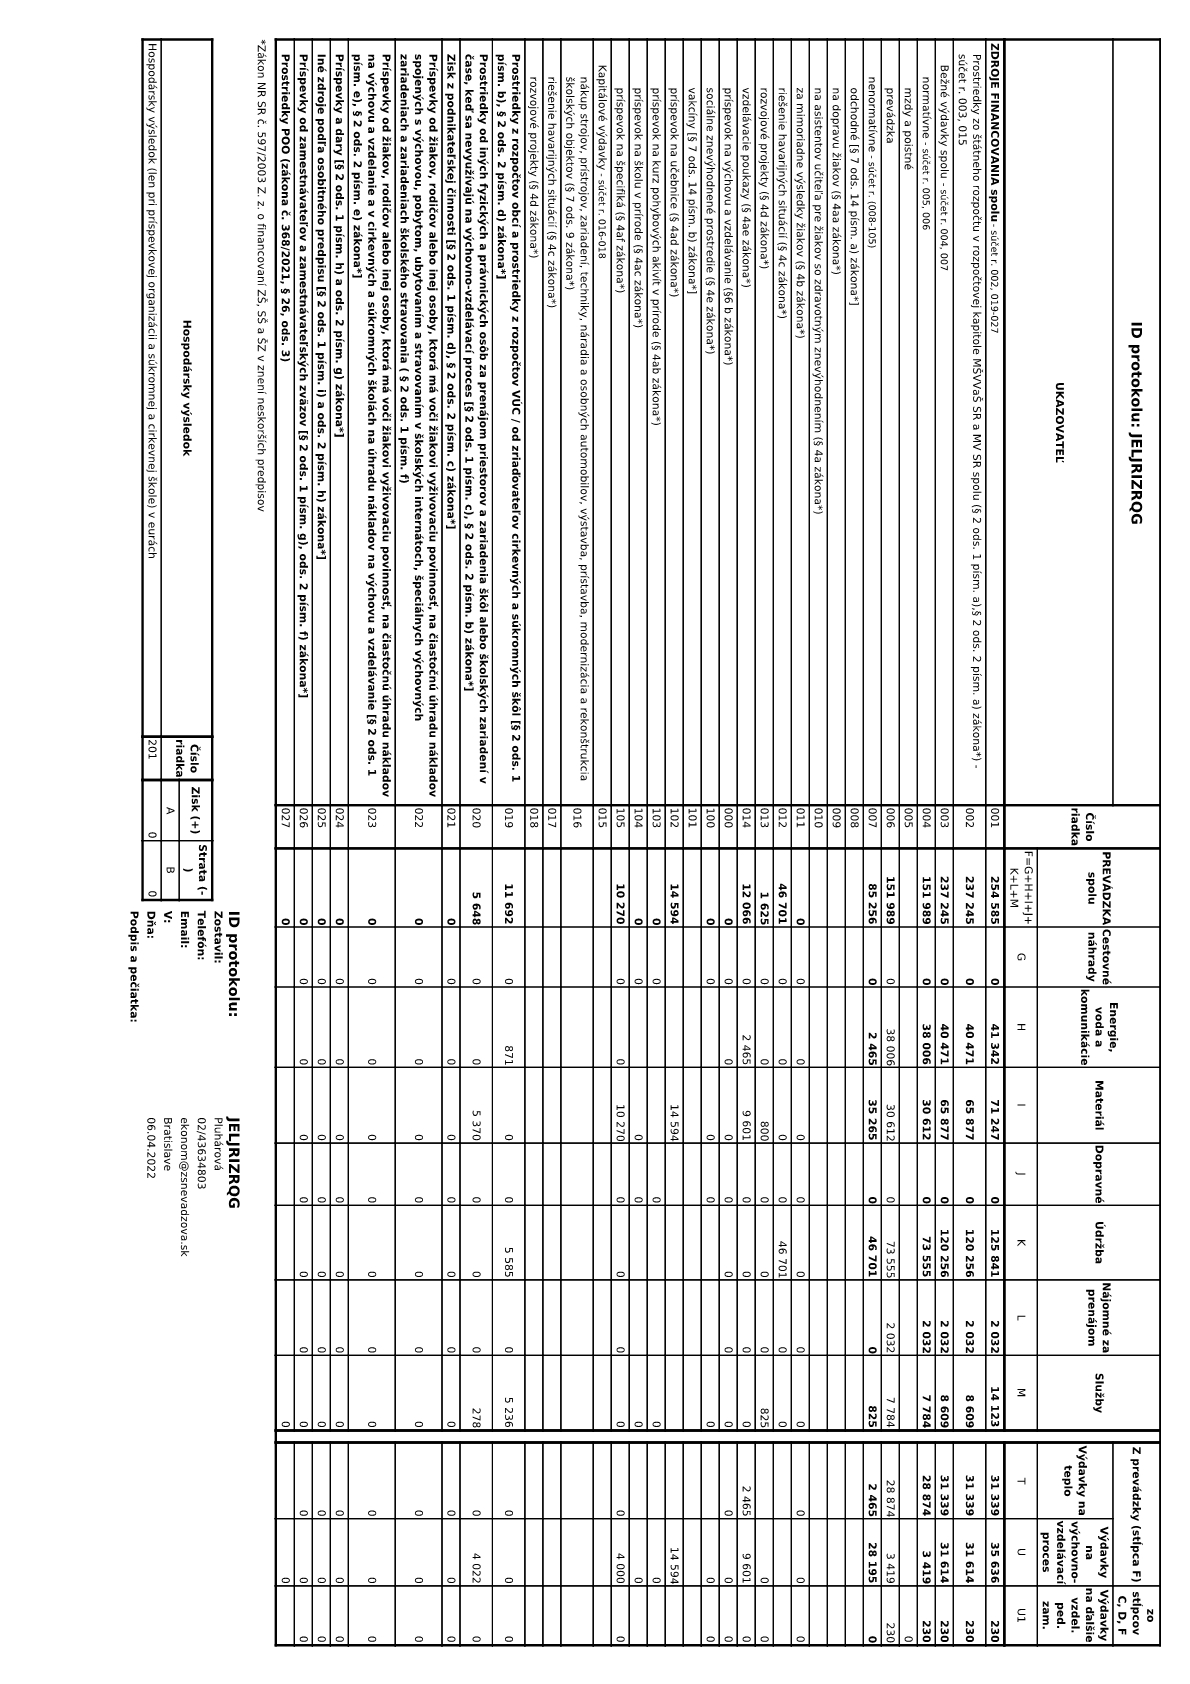 ID protokolu: JELJRIZRQG
Z prevádzky (stĺpca F)
zo stĺpcov C, D, F
UKAZOVATEĽ
Číslo riadka
PREVÁDZKA spolu
Cestovné náhrady
Energie, voda a komunikácie
Materiál
Dopravné
Údržba
Nájomné za prenájom
Služby
Výdavky na teplo
Výdavky na výchovno-vzdelávací proces
Výdavky na ďalšie vzdel. ped. zam.
F=G+H+I+J+K+L+M G H I J K L M T U U1
ZDROJE FINANCOVANIA spolu - súčet r. 002, 019-027 001 254 585 0 41 342 71 247 0 125 841 2 032 14 123 31 339 35 636 230
Prostriedky zo štátneho rozpočtu v rozpočtovej kapitole MŠVVaŠ SR a MV SR spolu (§ 2 ods. 1 písm. a),§ 2 ods. 2 písm. a) zákona*) -
súčet r. 003, 015 002 237 245 0 40 471 65 877 0 120 256 2 032 8 609 31 339 31 614 230
Bežné výdavky spolu - súčet r. 004, 007 003 237 245 0 40 471 65 877 0 120 256 2 032 8 609 31 339 31 614 230
normatívne - súčet r. 005, 006 004 151 989 0 38 006 30 612 0 73 555 2 032 7 784 28 874 3 419 230
mzdy a poistné 005 0
prevádzka 006 151 989 0 38 006 30 612 0 73 555 2 032 7 784 28 874 3 419 230
nenormatívne - súčet r. (008-105) 007 85 256 0 2 465 35 265 0 46 701 0 825 2 465 28 195 0
odchodné [§ 7 ods. 14 písm. a) zákona*] 008
na dopravu žiakov (§ 4aa zákona*) 009
na asistentov učiteľa pre žiakov so zdravotným znevýhodnením (§ 4a zákona*) 010
za mimoriadne výsledky žiakov (§ 4b zákona*) 011 0 0 0 0 0 0 0 0 0 0 0
riešenie havarijných situácií (§ 4c zákona*) 012 46 701 0 0 0 46 701 0
rozvojové projekty (§ 4d zákona*) 013 1 625 0 0 800 0 0 0 825 0
vzdelávacie poukazy (§ 4ae zákona*) 014 12 066 0 2 465 9 601 0 0 0 0 2 465 9 601 0
príspevok na výchovu a vzdelávanie (§6 b zákona*) 000 0 0 0 0 0 0
sociálne znevýhodnené prostredie (§ 4e zákona*) 100 0 0 0 0 0 0 0
vakcíny [§ 7 ods. 14 písm. b) zákona*] 101
príspevok na učebnice (§ 4ad zákona*) 102 14 594 14 594 14 594
príspevok na kurz pohybových aktivít v prírode (§ 4ab zákona*) 103 0 0 0 0 0
príspevok na školu v prírode (§ 4ac zákona*) 104 0 0 0 0 0 0
príspevok na špecifiká (§ 4af zákona*) 105 10 270 0 0 10 270 0 0 0 0 0 4 000 0
Kapitálové výdavky - súčet r. 016-018 015
nákup strojov, prístrojov, zariadení, techniky, náradia a osobných automobilov, výstavba, prístavba, modernizácia a rekonštrukcia
školských objektov (§ 7 ods. 9 zákona*) 016
riešenie havarijných situácií (§ 4c zákona*) 017
rozvojové projekty (§ 4d zákona*) 018
Prostriedky z rozpočtov obcí a prostriedky z rozpočtov VÚC / od zriaďovateľov cirkevných a súkromných škôl [§ 2 ods. 1
písm. b), § 2 ods. 2 písm. d) zákona*] 019 11 692 0 871 0 0 5 585 0 5 236 0 0 0
Prostriedky od iných fyzických a právnických osôb za prenájom priestorov a zariadenia škôl alebo školských zariadení v
čase, keď sa nevyužívajú na výchovno-vzdelávací proces [§ 2 ods. 1 písm. c), § 2 ods. 2 písm. b) zákona*] 020 5 648 0 0 5 370 0 0 0 278 0 4 022 0
Zisk z podnikateľskej činnosti [§ 2 ods. 1 písm. d), § 2 ods. 2 písm. c) zákona*] 021 0 0 0 0 0 0 0 0 0 0 0
Príspevky od žiakov, rodičov alebo inej osoby, ktorá má voči žiakovi vyživovaciu povinnosť, na čiastočnú úhradu nákladov
spojených s výchovou, pobytom, ubytovaním a stravovaním v školských internátoch, špeciálnych výchovných
zariadeniach a zariadeniach školského stravovania ( § 2 ods. 1 písm. f) 022 0 0 0 0 0 0 0 0 0 0 0
Príspevky od žiakov, rodičov alebo inej osoby, ktorá má voči žiakovi vyživovaciu povinnosť, na čiastočnú úhradu nákladov
na výchovu a vzdelanie a v cirkevných a súkromných školách na úhradu nákladov na výchovu a vzdelávanie [§ 2 ods. 1
písm. e), § 2 ods. 2 písm. e) zákona*] 023 0 0 0 0 0 0 0 0 0 0 0
Príspevky a dary [§ 2 ods. 1 písm. h) a ods. 2 písm. g) zákona*] 024 0 0 0 0 0 0 0 0 0 0 0
Iné zdroje podľa osobitného predpisu [§ 2 ods. 1 písm. i) a ods. 2 písm. h) zákona*] 025 0 0 0 0 0 0 0 0 0 0 0
Príspevky od zamestnávateľov a zamestnávateľských zväzov [§ 2 ods. 1 písm. g), ods. 2 písm. f) zákona*] 026 0 0 0 0 0 0 0 0 0 0 0
Prostriedky POO (zákona č. 368/2021, § 26, ods. 3) 027 0 0 0 0
*Zákon NR SR č. 597/2003 Z. z. o financovaní ZŠ, SŠ a ŠZ v znení neskorších predpisov
Hospodársky výsledok
Číslo riadka
Zisk (+)
Strata (-)
A B
Hospodársky výsledok (len pri príspevkovej organizácii a súkromnej a cirkevnej škole) v eurách 201 0 0
ID protokolu: JELJRIZRQG
Zostavil: Pluhárová
Telefón: 02/43634803
Email: ekonom@zsnevadzova.sk
V: Bratislave
Dňa: 06.04.2022
Podpis a pečiatka: